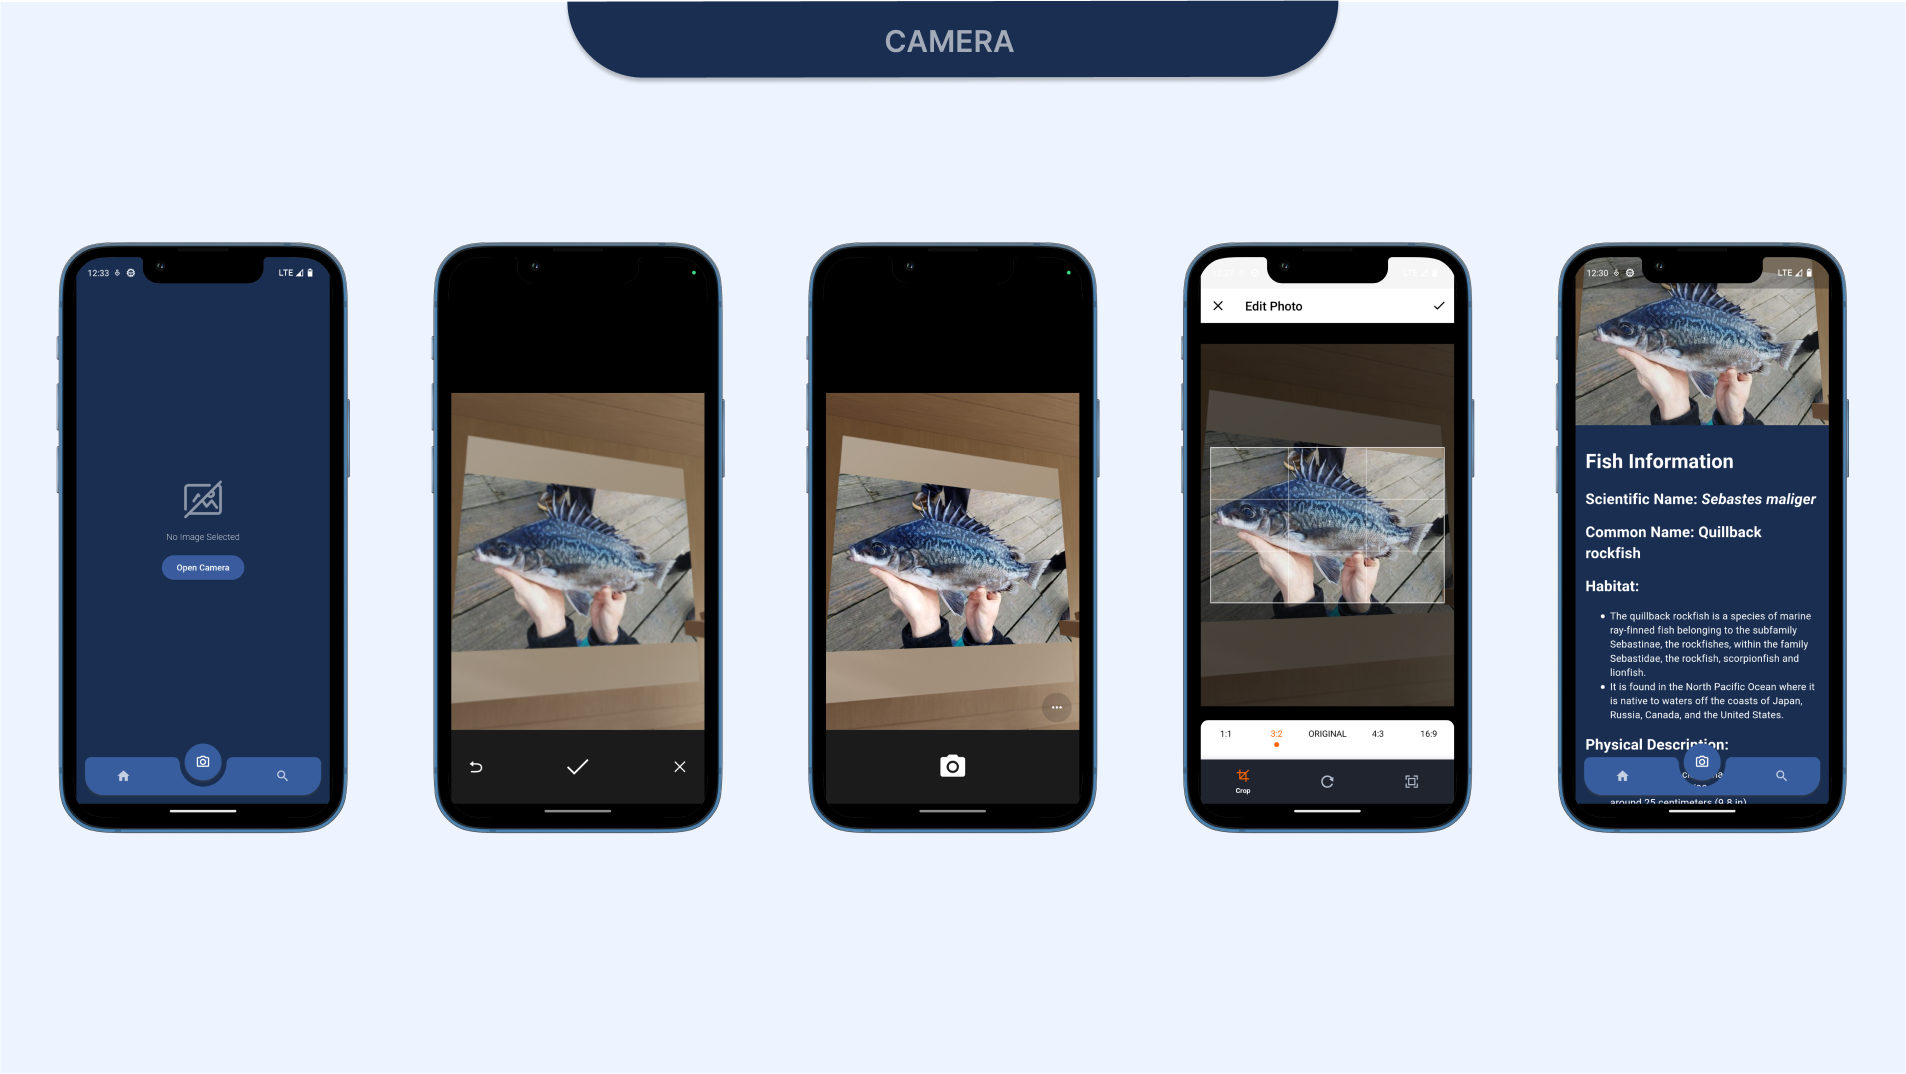 CAMERA
12:33
LTE
No Image Selected
Open Camera
Edit Photo
1:1
3:2
ORIGINAL
4:3
16:9
Crop
12:30
LTE
Fish Information
Scientific Name: Sebastes maliger
Common Name: Quillback
rockfish
Habitat:
• The quillback rockfish is a species of marine
ray-finned fish belonging to the subfamily
Sebastinae, the rockfishes, within the family
Sebastidae, the rockfish, scorpionfish and
lionfish.
• It is found in the North Pacific Ocean where it
is native to waters off the coasts of Japan,
Russia, Canada, and the United States.
Physical Description:
around 25 centimeters (9.8 in)